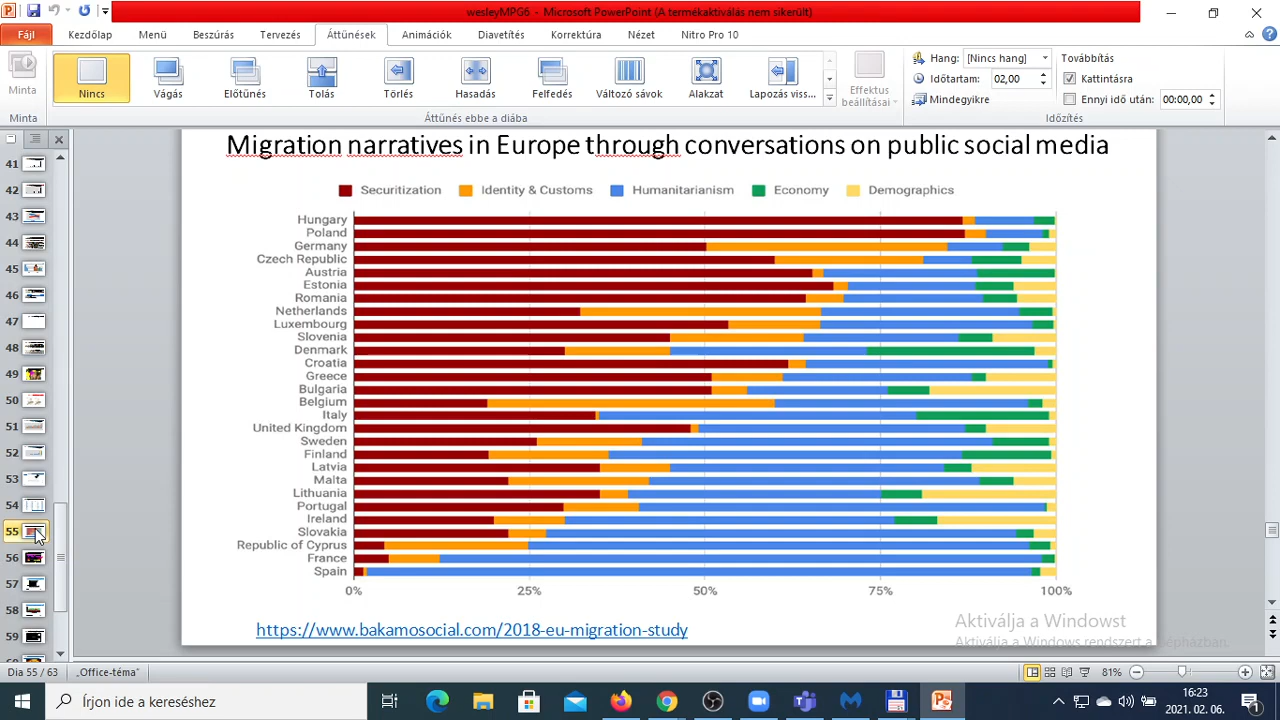 wesleyMPG6 - Microsoft PowerPoint (A termékaktiválás nem sikerült)
Fájl Kezdőlap Menü Beszúrás Tervezés Áttűnések Animációk Diavetítés Korrektúra Nézet Nitro Pro 10
Minta Nincs Vágás Előtűnés Tolás Törlés Hasadás Felfedés Változó sávok Alakzat Lapozás viss... Effektus beállításai
Hang: [Nincs hang] Továbbítás
Időtartam: 02,00 Kattintásra
Mindegyikre Ennyi idő után: 00:00,00
Minta Áttűnés ebbe a diába Időzítés
Migration narratives in Europe through conversations on public social media
Securitization Identity & Customs Humanitarianism Economy Demographics
Hungary
Poland
Germany
Czech Republic
Austria
Estonia
Romania
Netherlands
Luxembourg
Slovenia
Denmark
Croatia
Greece
Bulgaria
Belgium
Italy
United Kingdom
Sweden
Finland
Latvia
Malta
Lithuania
Portugal
Ireland
Slovakia
Republic of Cyprus
France
Spain
0% 25% 50% 75% 100%
https://www.bakamosocial.com/2018-eu-migration-study
Aktiválja a Windowst
Aktiválja a Windows rendszert a Gépházban.
41
42
43
44
45
46
47
48
49
50
51
52
53
54
55
56
57
58
59
Dia 55 / 63 „Office-téma” 81%
Írjon ide a kereséshez
16:23
2021. 02. 06.
1